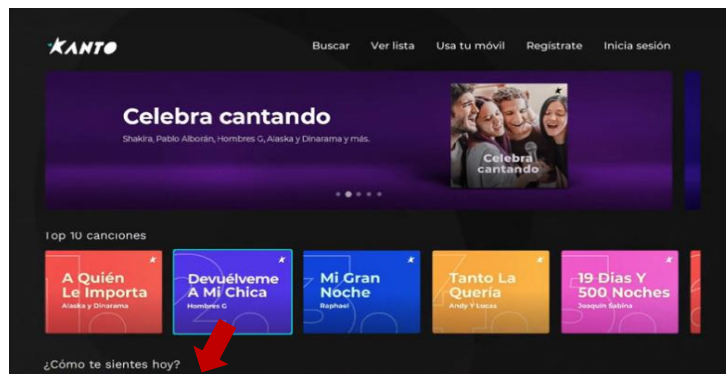 KANTO
Buscar Ver lista Usa tu móvil Regístrate Inicia sesión
Celebra cantando
Shakira, Pablo Alborán, Hombres G, Alaska y Dinarama y más.
Celebra
cantando
Top 10 canciones
A Quién
Le Importa
Alaska y Dinarama
Devuélveme
A Mi Chica
Hombres G
Mi Gran
Noche
Raphael
Tanto La
Quería
Andy Y Lucas
19 Dias Y
500 Noches
Joaquín Sabina
¿Cómo te sientes hoy?